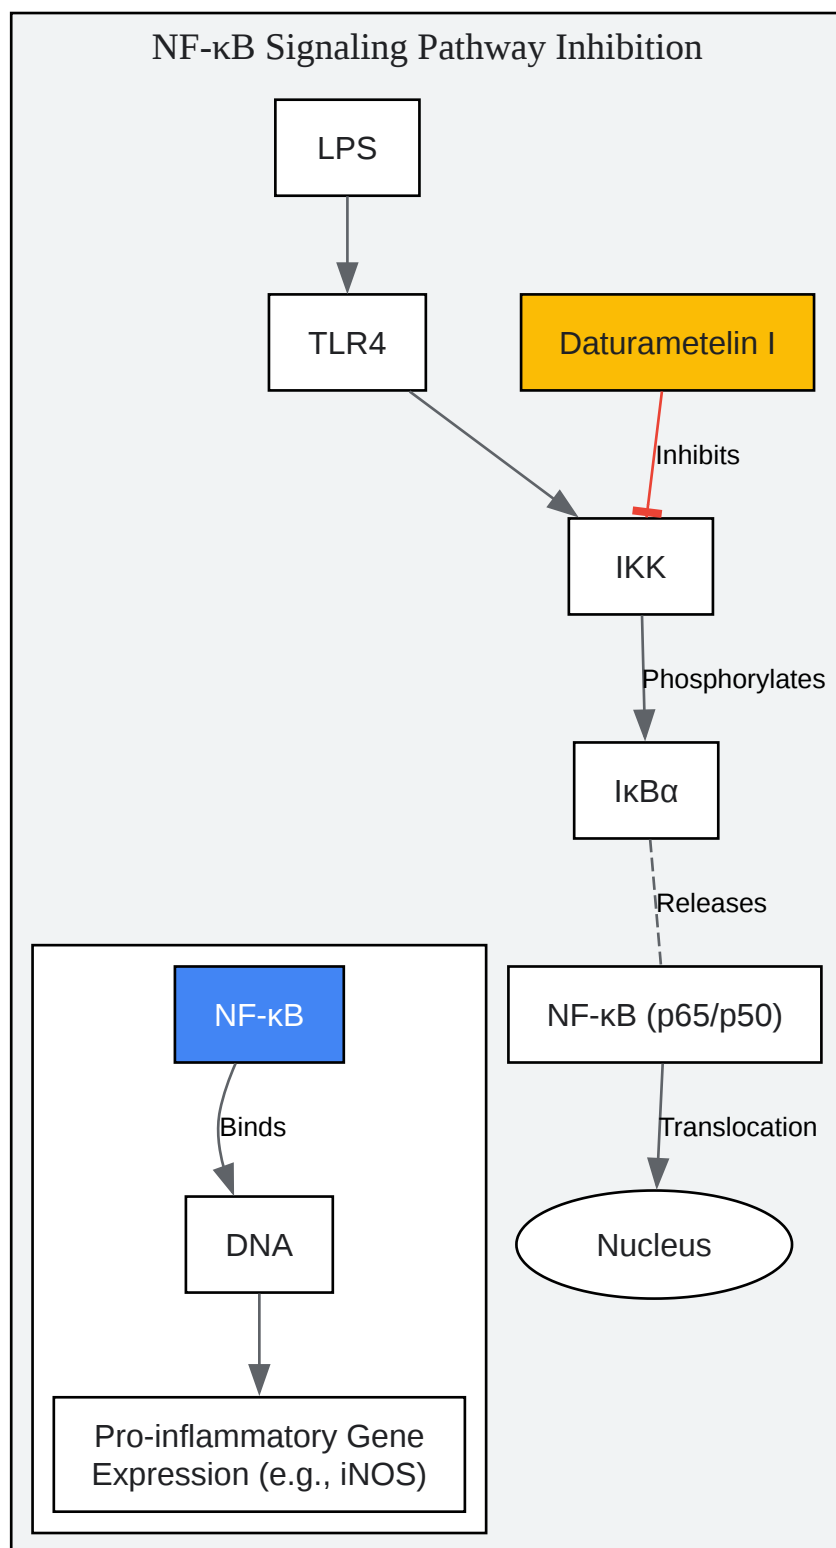 NF-κB Signaling Pathway Inhibition
LPS
TLR4
Daturametelin I
Inhibits
IKK
Phosphorylates
IκBα
Releases
NF-κB
NF-κB (p65/p50)
Binds
Translocation
DNA
Nucleus
Pro-inflammatory Gene
Expression (e.g., iNOS)